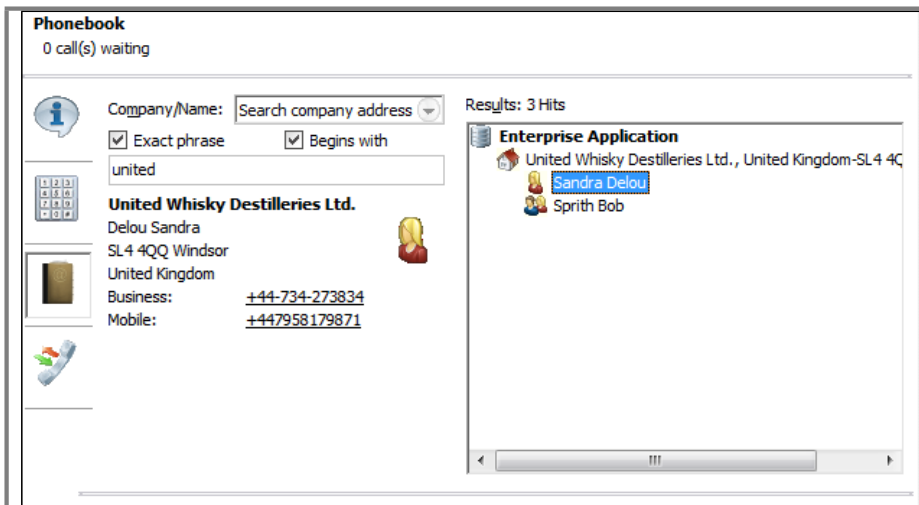 Phonebook
0 call(s) waiting
Company/Name: Search company address
Exact phrase Begins with
united
United Whisky Destilleries Ltd.
Delou Sandra
SL4 4QQ Windsor
United Kingdom
Business: +44-734-273834
Mobile: +447958179871
Results: 3 Hits
Enterprise Application
United Whisky Destilleries Ltd., United Kingdom-SL4 4Q
Sandra Delou
Sprith Bob